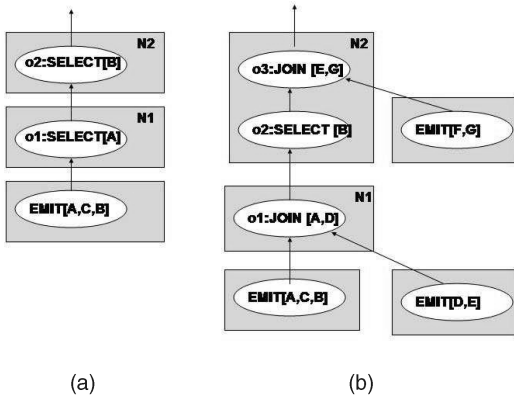 N2
o2:SELECT[B]
N1
o1:SELECT[A]
EMIT[A,C,B]
(a)
N2
o3:JOIN [E,G]
o2:SELECT [B]
EMIT[F,G]
N1
o1:JOIN [A,D]
EMIT[A,C,B]
EMIT[D,E]
(b)